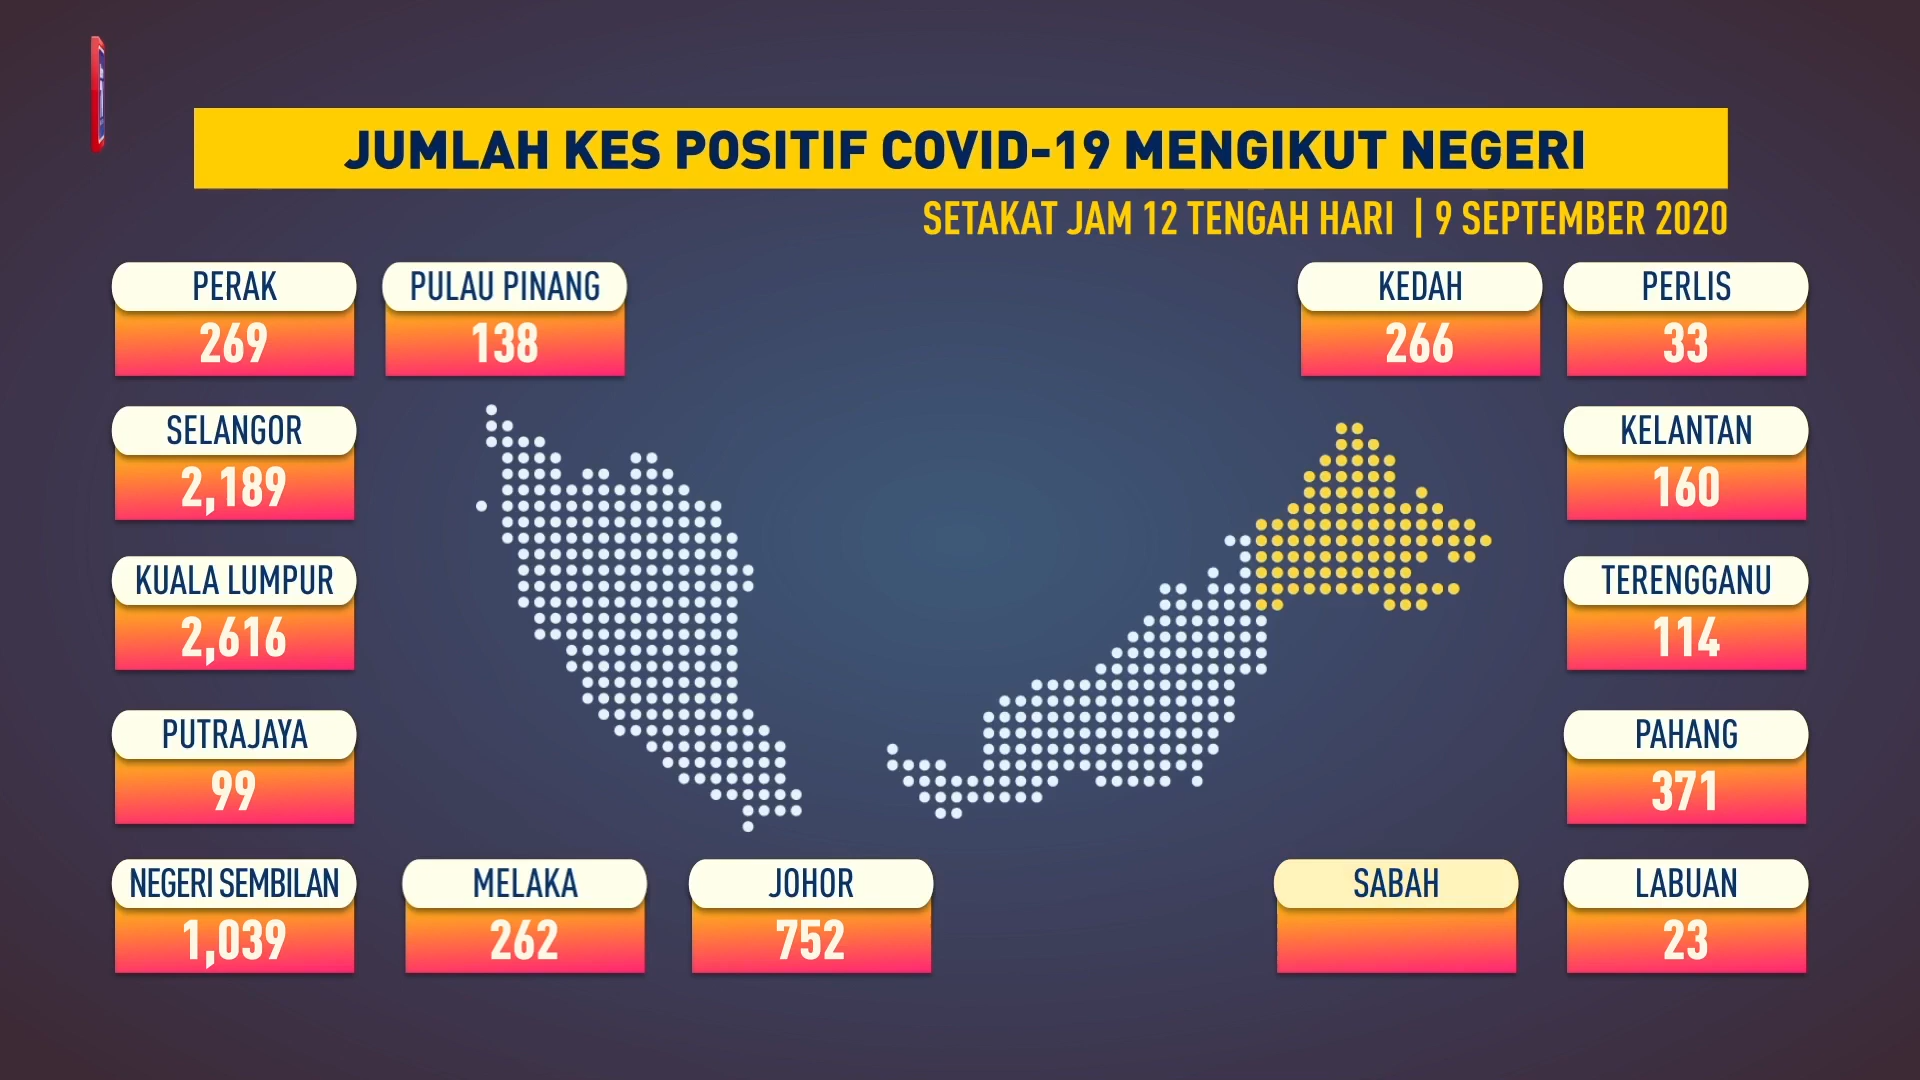 JUMLAH KES POSITIF COVID-19 MENGIKUT NEGERI
SETAKAT JAM 12 TENGAH HARI | 9 SEPTEMBER 2020
PERAK
269
PULAU PINANG
138
KEDAH
266
PERLIS
33
SELANGOR
2,189
KELANTAN
160
KUALA LUMPUR
2,616
TERENGGANU
114
PUTRAJAYA
99
PAHANG
371
NEGERI SEMBILAN
1,039
MELAKA
262
JOHOR
752
SABAH
LABUAN
23